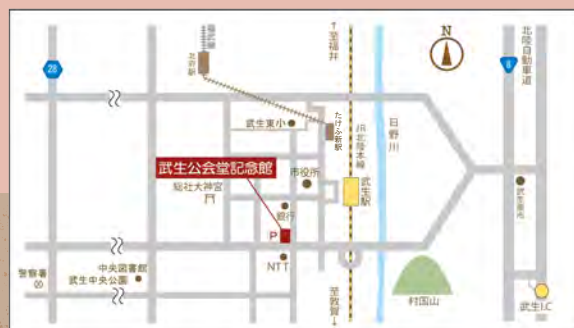 28
北府駅
至福井
N
8
北陸自動車道
武生東小
たけふ新駅
JR北陸本線
日野川
武生公会堂記念館
総社大神宮
市役所
武生駅
銀行
P
NTT
警察署
中央図書館
武生中央公園
至敦賀
村国山
武生IC